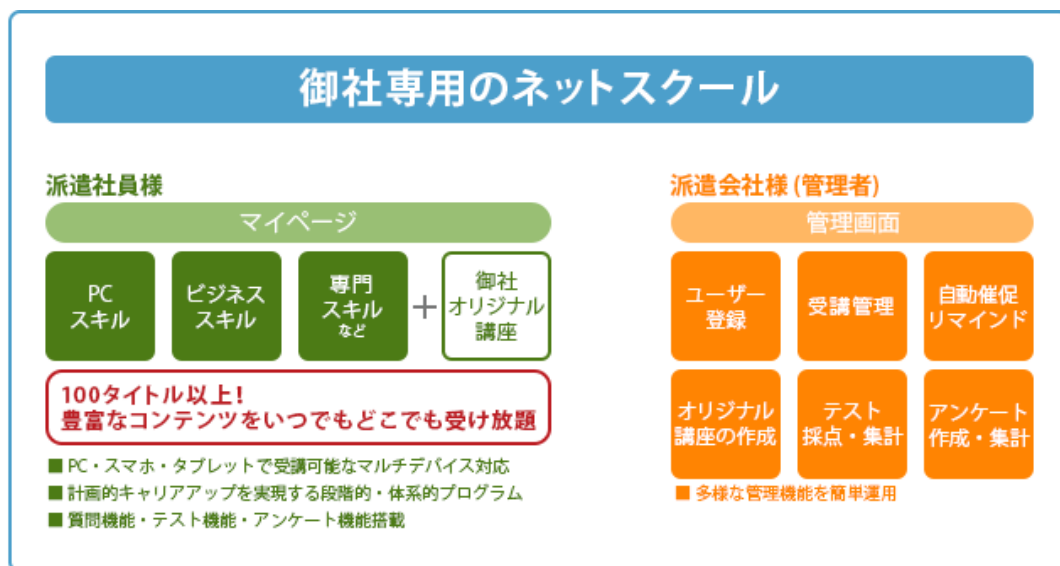 御社専用のネットスクール
派遣社員様
マイページ
PC
スキル
ビジネス
スキル
専門
スキル
など
+
御社
オリジナル
講座
100タイトル以上!
豊富なコンテンツをいつでもどこでも受け放題
■ PC・スマホ・タブレットで受講可能なマルチデバイス対応
■ 計画的キャリアアップを実現する段階的・体系的プログラム
■ 質問機能・テスト機能・アンケート機能搭載
派遣会社様 (管理者)
管理画面
ユーザー
登録
受講管理
自動催促
リマインド
オリジナル
講座の作成
テスト
採点・集計
アンケート
作成・集計
■ 多様な管理機能を簡単運用